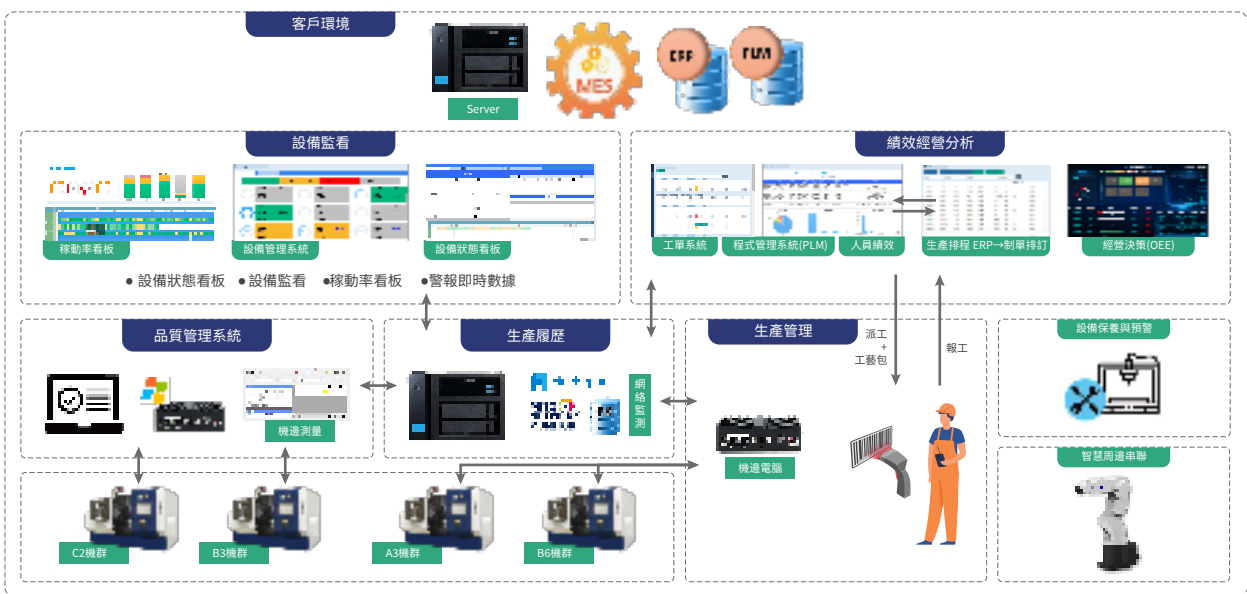 客戶環境
Server
MES
ERP
PLM
設備監看
稼動率看板
設備管理系統
設備狀態看板
● 設備狀態看板 ● 設備監看 ●稼動率看板 ●警報即時數據
績效經營分析
工單系統
程式管理系統(PLM)
人員績效
生產排程 ERP→制單排訂
經營決策(OEE)
品質管理系統
機邊測量
生產履歷
網絡監測
生產管理
派工
+
工藝包
報工
機邊電腦
設備保養與預警
智慧周邊串聯
C2機群
B3機群
A3機群
B6機群